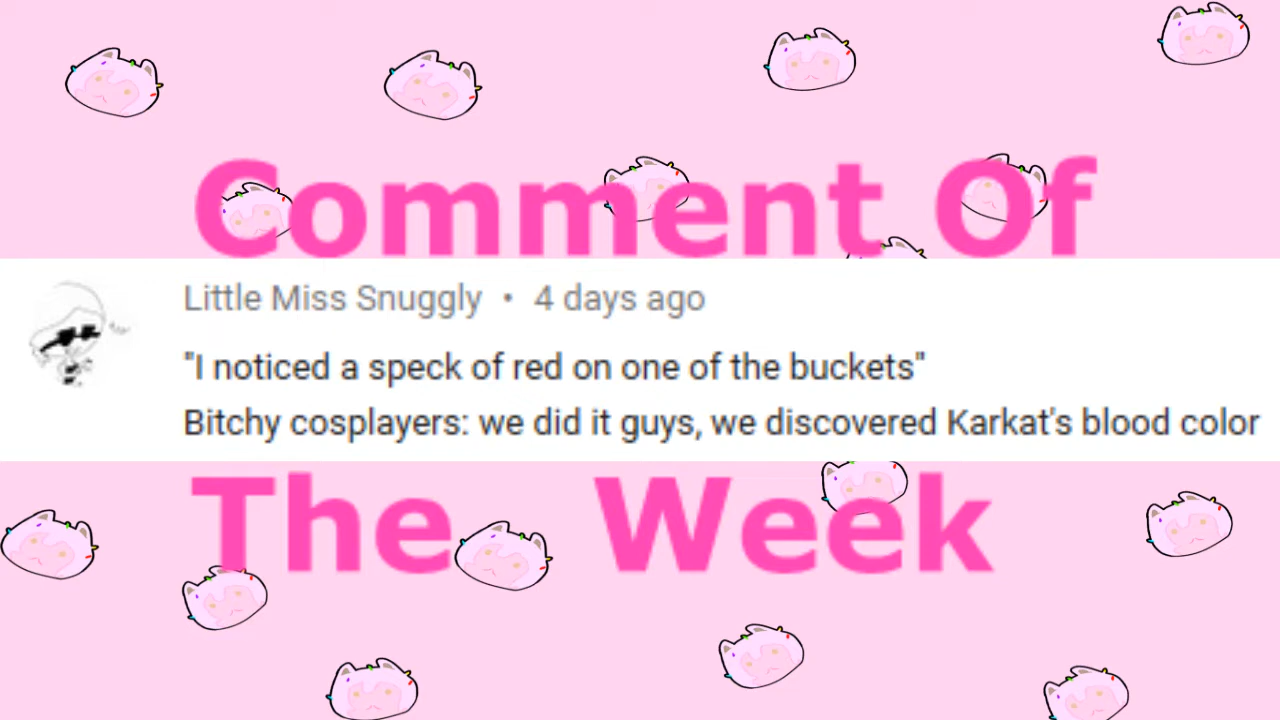 Comment Of
Little Miss Snuggly • 4 days ago
"I noticed a speck of red on one of the buckets"
Bitchy cosplayers: we did it guys, we discovered Karkat's blood color
The Week